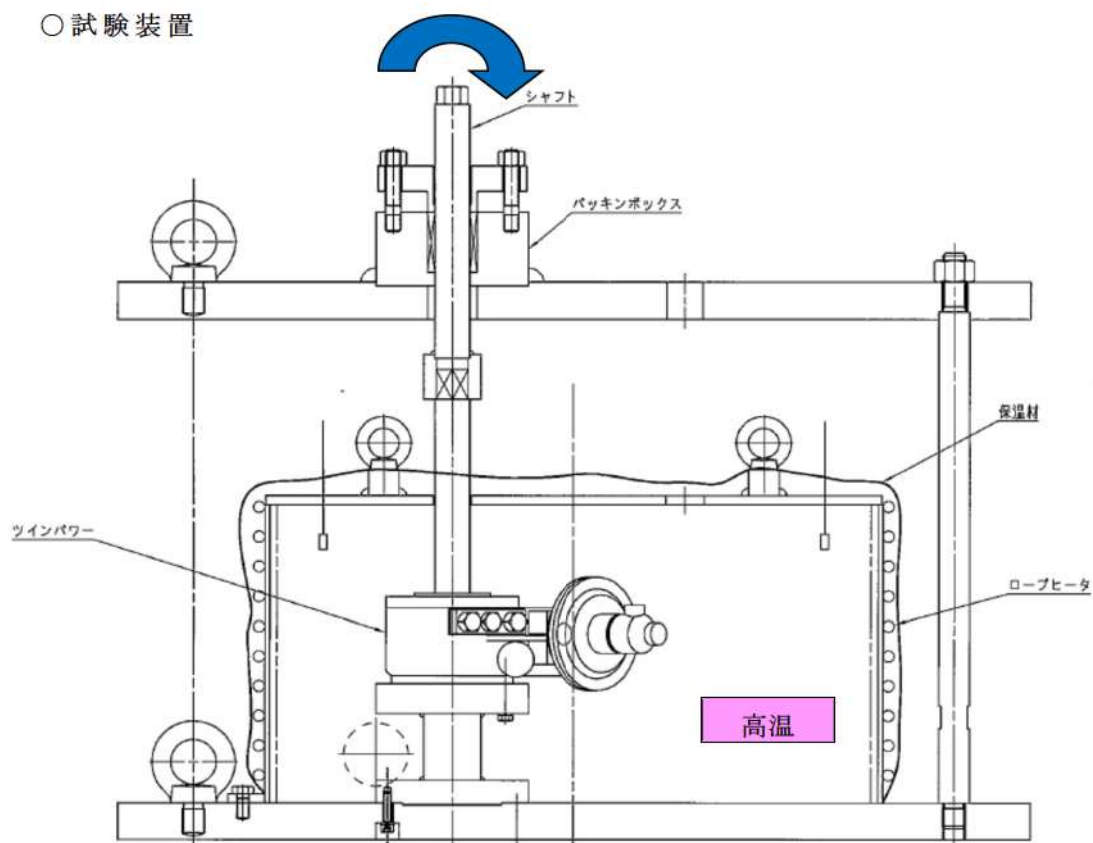 ○試験装置
シャフト
パッキンボックス
保温材
ツインパワー
ロープヒータ
高温